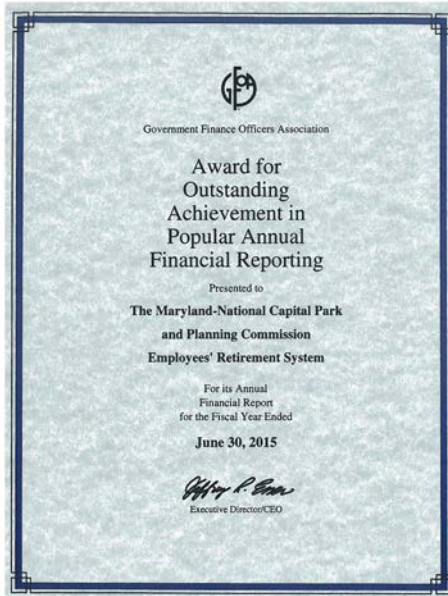 Government Finance Officers Association
Award for
Outstanding
Achievement in
Popular Annual
Financial Reporting
Presented to
The Maryland-National Capital Park
and Planning Commission
Employees' Retirement System
For its Annual
Financial Report
for the Fiscal Year Ended
June 30, 2015
Jeffrey R. Ener
Executive Director/CEO